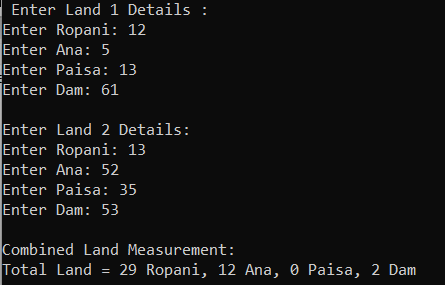 Enter Land 1 Details :
Enter Ropani: 12
Enter Ana: 5
Enter Paisa: 13
Enter Dam: 61
Enter Land 2 Details:
Enter Ropani: 13
Enter Ana: 52
Enter Paisa: 35
Enter Dam: 53
Combined Land Measurement:
Total Land = 29 Ropani, 12 Ana, 0 Paisa, 2 Dam